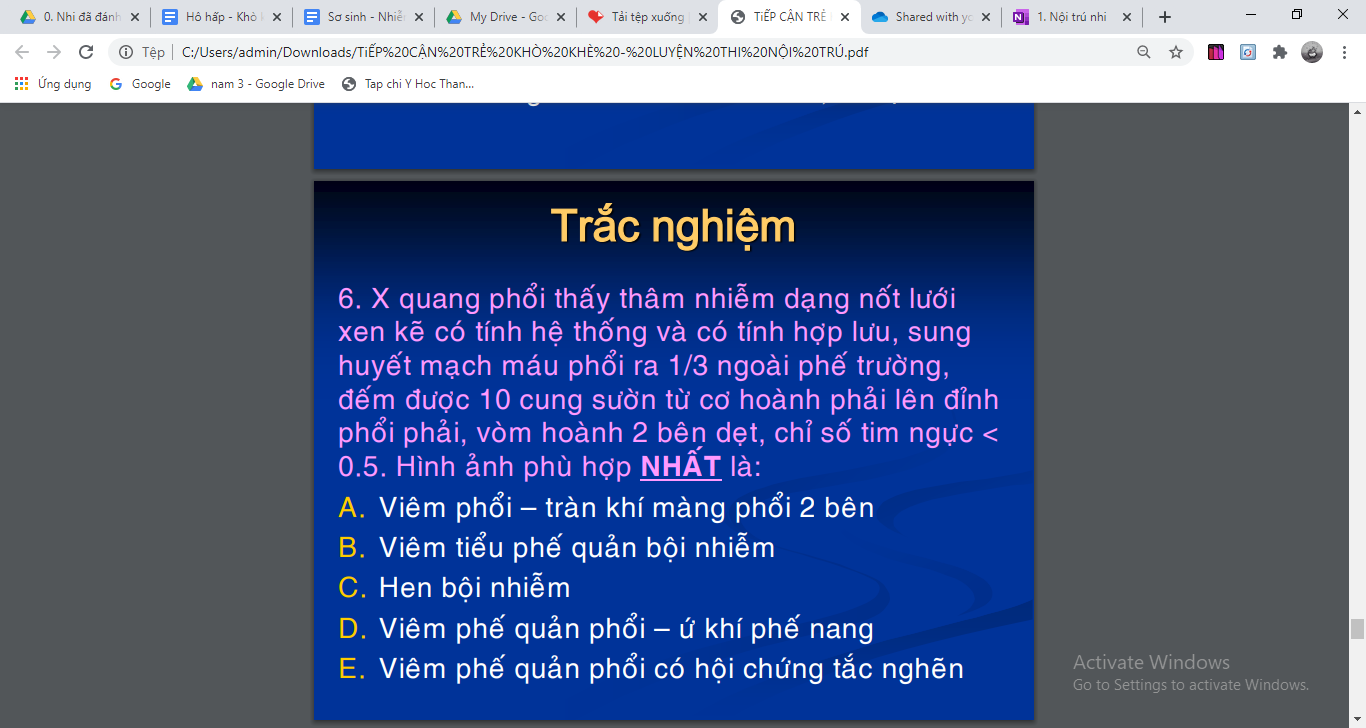 0. Nhi đã đánh
Hô hấp - Khò k
Sơ sinh - Nhiễ
My Drive - Goo
Tải tệp xuống
TiẾP CẬN TRẺ
Shared with yo
1. Nội trú nhi
Tệp
C:/Users/admin/Downloads/TiẾP%20CẬN%20TRẺ%20KHÒ%20KHÈ%20-%20LUYỆN%20THI%20NỘI%20TRÚ.pdf
Ứng dụng
Google
nam 3 - Google Drive
Tạp chi Y Hoc Than...
Trắc nghiệm
6. X quang phổi thấy thâm nhiễm dạng nốt lưới
xen kẽ có tính hệ thống và có tính hợp lưu, sung
huyết mạch máu phổi ra 1/3 ngoài phế trường,
đếm được 10 cung sườn từ cơ hoành phải lên đỉnh
phổi phải, vòm hoành 2 bên dẹt, chỉ số tim ngực <
0.5. Hình ảnh phù hợp NHẤT là:
A. Viêm phổi – tràn khí màng phổi 2 bên
B. Viêm tiểu phế quản bội nhiễm
C. Hen bội nhiễm
D. Viêm phế quản phổi – ứ khí phế nang
E. Viêm phế quản phổi có hội chứng tắc nghẽn
Activate Windows
Go to Settings to activate Windows.